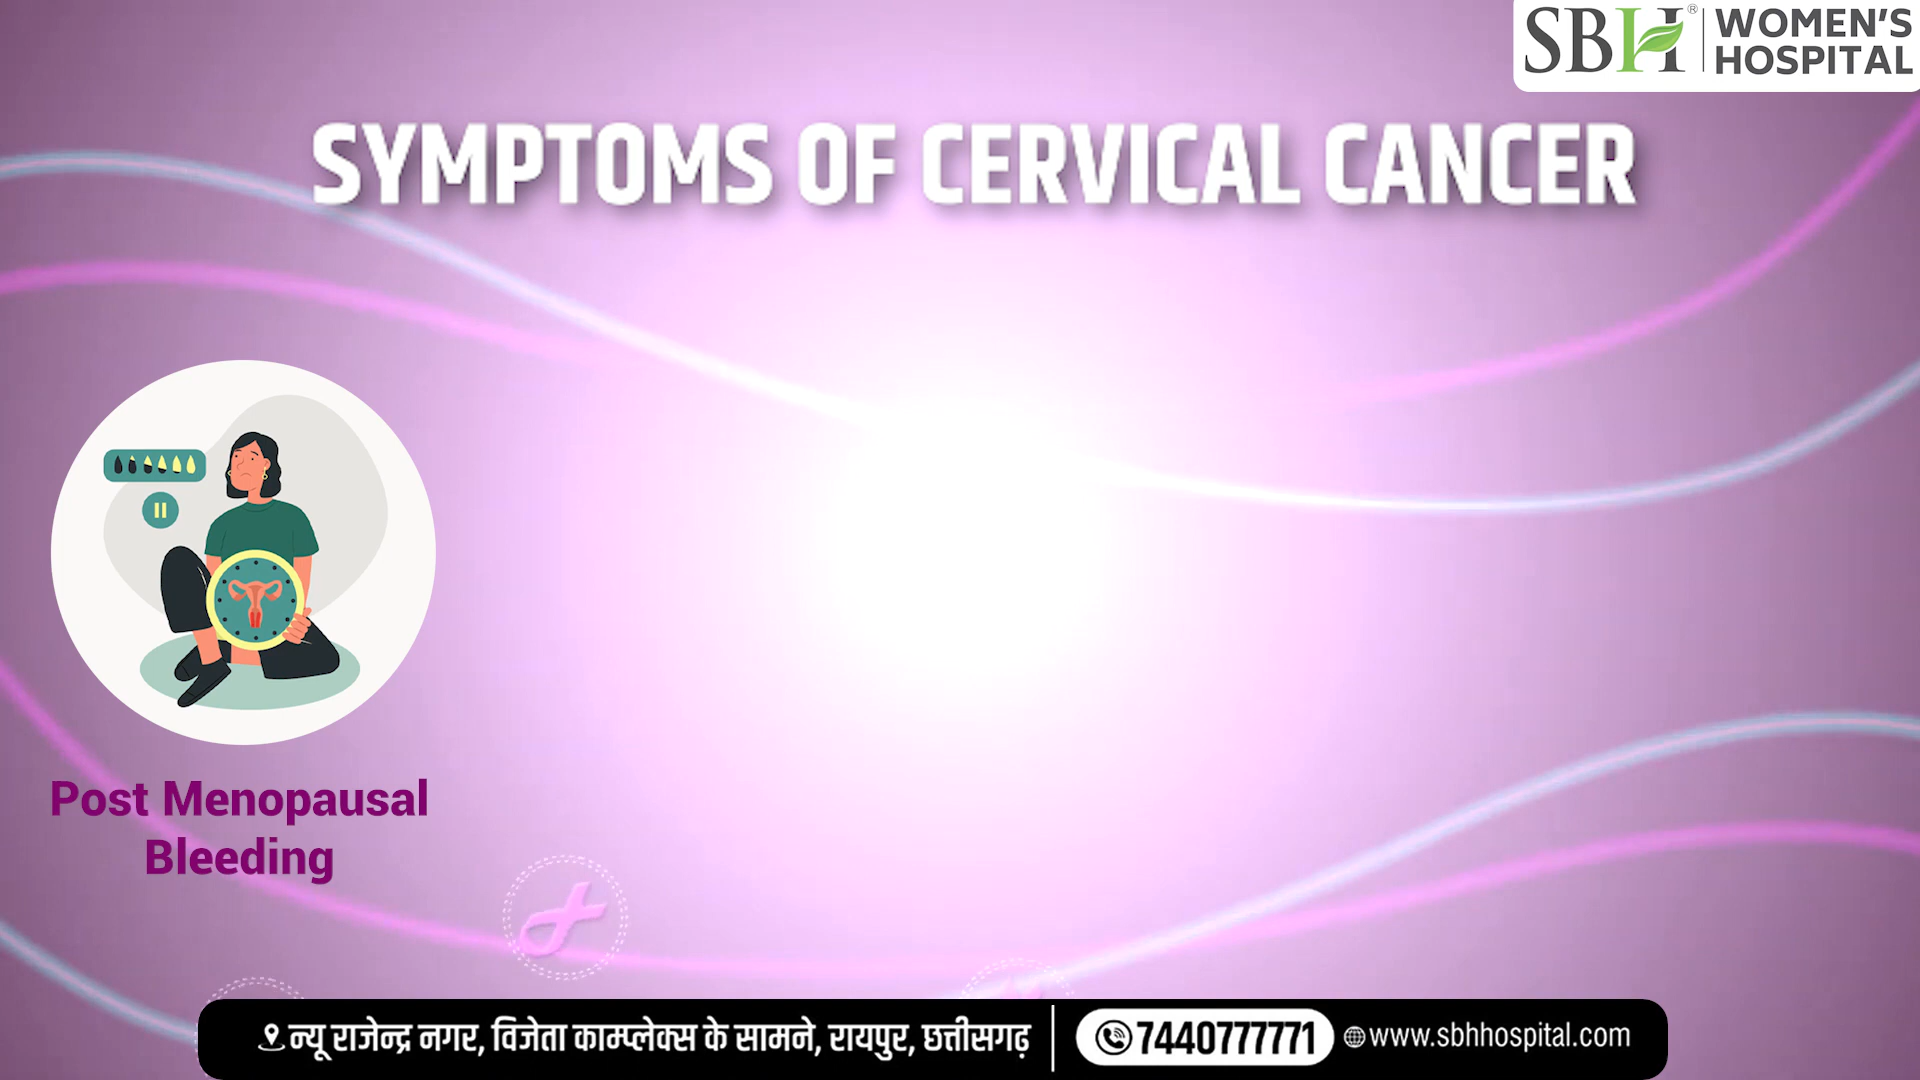 SBH® WOMEN'S
HOSPITAL
SYMPTOMS OF CERVICAL CANCER
Post Menopausal
Bleeding
न्यू राजेन्द्र नगर, विजेता काम्प्लेक्स के सामने, रायपुर, छत्तीसगढ़ 7440777771 www.sbhhospital.com